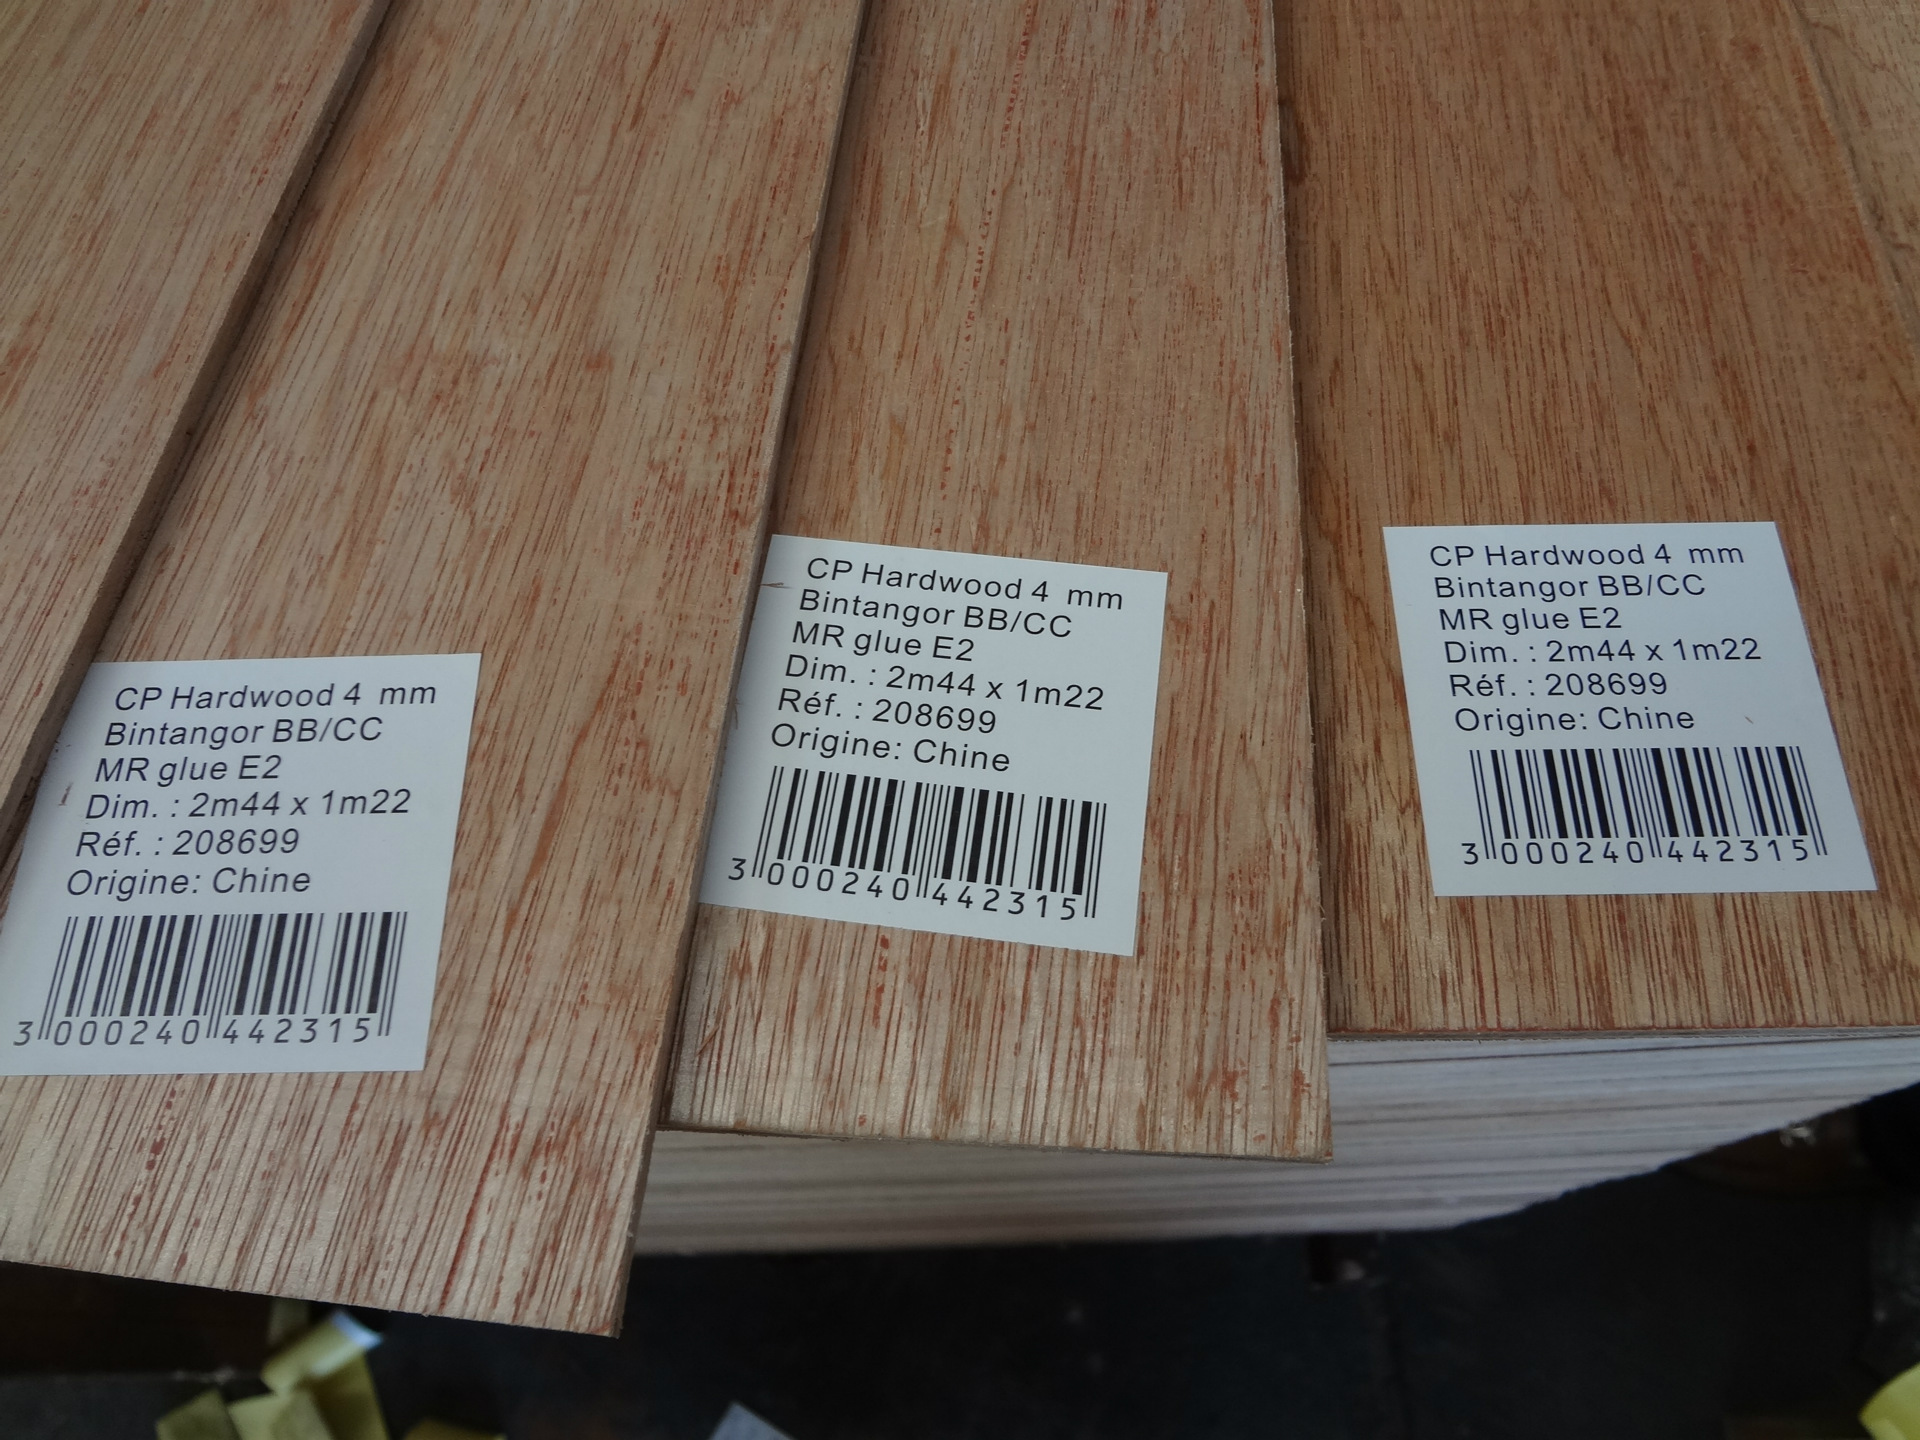 CP Hardwood 4 mm
Bintangor BB/CC
MR glue E2
Dim. : 2m44 x 1m22
Réf. : 208699
Origine: Chine
3 000240 442315
CP Hardwood 4 mm
Bintangor BB/CC
MR glue E2
Dim. : 2m44 x 1m22
Réf. : 208699
Origine: Chine
3 000240 442315
CP Hardwood 4 mm
Bintangor BB/CC
MR glue E2
Dim. : 2m44 x 1m22
Réf. : 208699
Origine: Chine
3 000240 442315